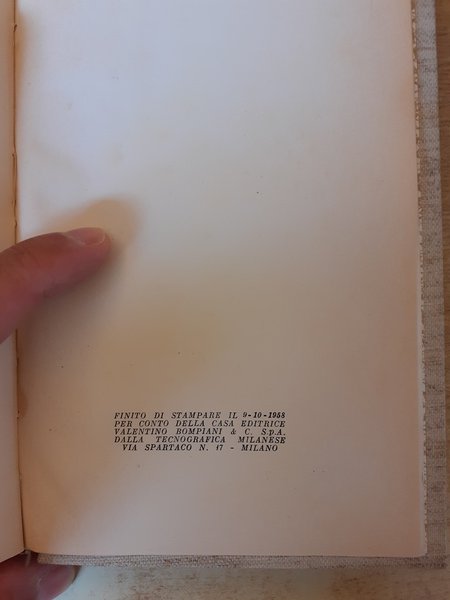 FINITO DI STAMPARE IL 9-10-1958
PER CONTO DELLA CASA EDITRICE
VALENTINO BOMPIANI & C. S.p.A.
DALLA TECNOGRAFICA MILANESE
VIA SPARTACO N. 17 - MILANO